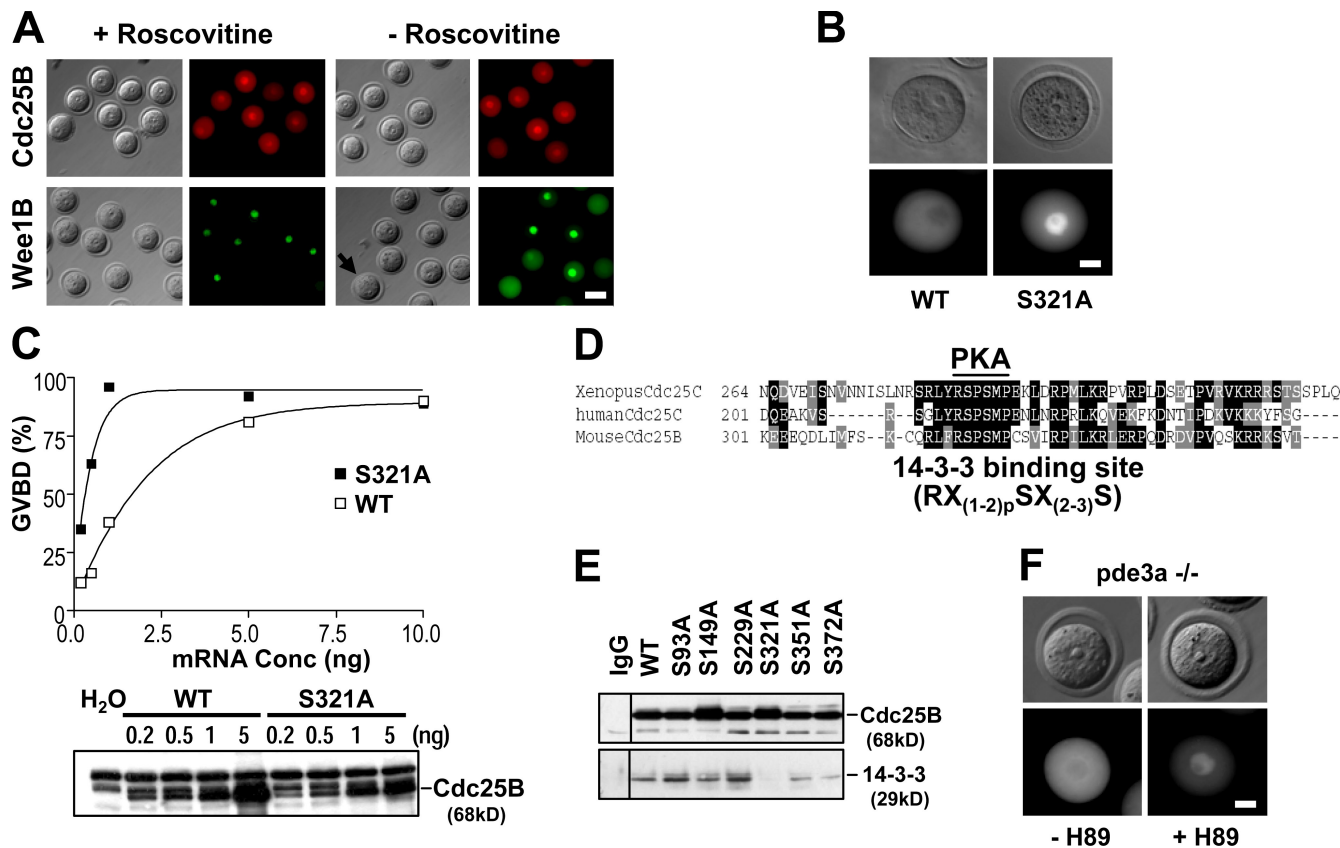 A
+ Roscovitine
- Roscovitine
Cdc25B
Wee1B
B
WT
S321A
C
GVBD (%)
100
75
50
25
0
0.0
2.5
5.0
7.5
10.0
mRNA Conc (ng)
S321A
WT
H2O
WT
S321A
0.2 0.5 1 5 0.2 0.5 1 5 (ng)
Cdc25B
(68kD)
D
PKA
XenopusCdc25C 264 NQDVEISNVNNISLNRSRLYRSPSMPEKLDRPMLKRPVRPLDSETPVRVKRRRSTSSPLQ
humanCdc25C 201 DQEAKVS------R--SGLYRSPSMPENLNRPRLKQVEKFKDNTIPDKVKKKYFSG----
MouseCdc25B 301 KEEEQDLIMFS--K-CQRLFRSPSMPCSVIRPILKRLERPQDRDVPVQSKRRKSVT----
14-3-3 binding site
(RX(1-2)pSX(2-3)S)
E
IgG
WT
S93A
S149A
S229A
S321A
S351A
S372A
Cdc25B
(68kD)
14-3-3
(29kD)
F
pde3a -/-
- H89
+ H89